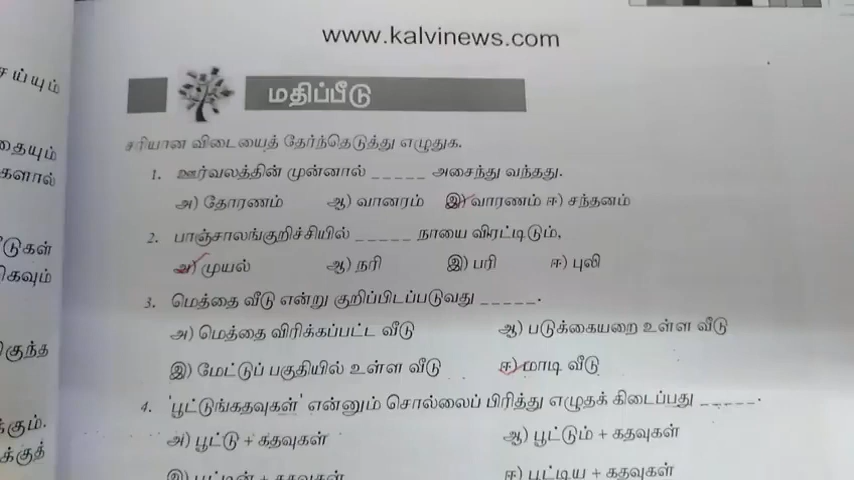 www.kalvinews.com
மதிப்பீடு
சரியான விடையைத் தேர்ந்தெடுத்து எழுதுக.
1. ஊர்வலத்தின் முன்னால் _____ அசைந்து வந்தது.
அ) தோரணம் ஆ) வானரம் இ) வாரணம் ஈ) சந்தனம்
2. பாஞ்சாலங்குறிச்சியில் _____ நாயை விரட்டிடும்,
அ) முயல் ஆ) நரி இ) பரி ஈ) புலி
3. மெத்தை வீடு என்று குறிப்பிடப்படுவது _____.
அ) மெத்தை விரிக்கப்பட்ட வீடு ஆ) படுக்கையறை உள்ள வீடு
இ) மேட்டுப் பகுதியில் உள்ள வீடு ஈ) மாடி வீடு
4. 'பூட்டுங்கதவுகள்' என்னும் சொல்லைப் பிரித்து எழுதக் கிடைப்பது _____.
அ) பூட்டு + கதவுகள் ஆ) பூட்டும் + கதவுகள்
இ) பூட்டின் + கதவுகள் ஈ) பூட்டிய + கதவுகள்